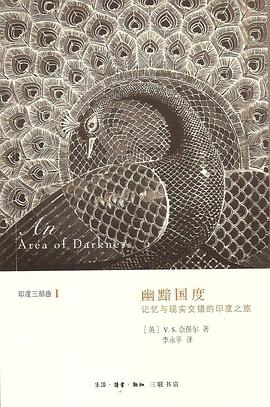 An
Area of Darkness
印度三部曲 I
幽黯国度
记忆与现实交错的印度之旅
[英] V. S. 奈保尔 著
李永平 译
生活·读书·新知 三联书店